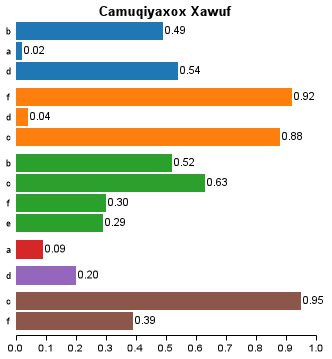 Camuqiyaxox Xawuf
b 0.49
a 0.02
d 0.54
f 0.92
d 0.04
c 0.88
b 0.52
c 0.63
f 0.30
e 0.29
a 0.09
d 0.20
c 0.95
f 0.39
0.0 0.1 0.2 0.3 0.4 0.5 0.6 0.7 0.8 0.9 1.0